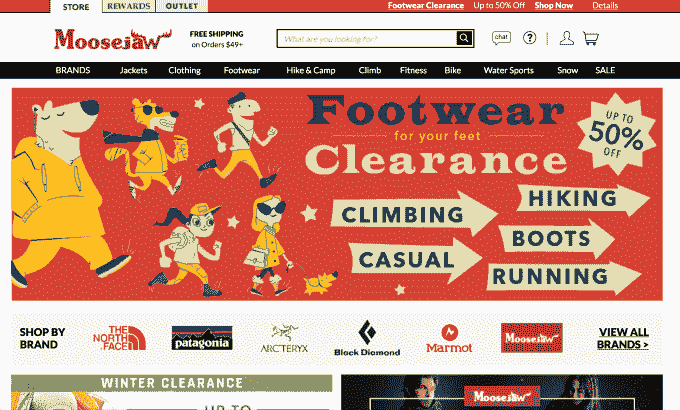 STORE REWARDS OUTLET
Footwear Clearance Up to 50% Off Shop Now Details
Moosejaw
FREE SHIPPING
on Orders $49+
What are you looking for?
chat
?
BRANDS Jackets Clothing Footwear Hike & Camp Climb Fitness Bike Water Sports Snow SALE
Footwear
for your feet
Clearance
UP TO
50%
OFF
CLIMBING
HIKING
BOOTS
CASUAL
RUNNING
SHOP BY
BRAND
THE
NORTH
FACE
patagonia
ARC'TERYX
Black Diamond
Marmot
Moosejaw
VIEW ALL
BRANDS >
WINTER CLEARANCE
UP TO
Moosejaw